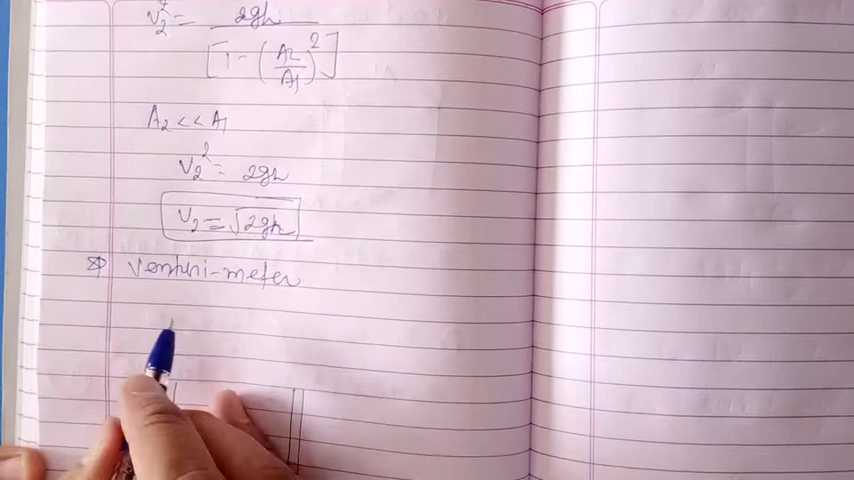 v₂² = 2gh / [1 - (A₂/A₁)²]
A₂ << A₁
v₂² = 2gh
v₂ = √2gh
venturi-meter